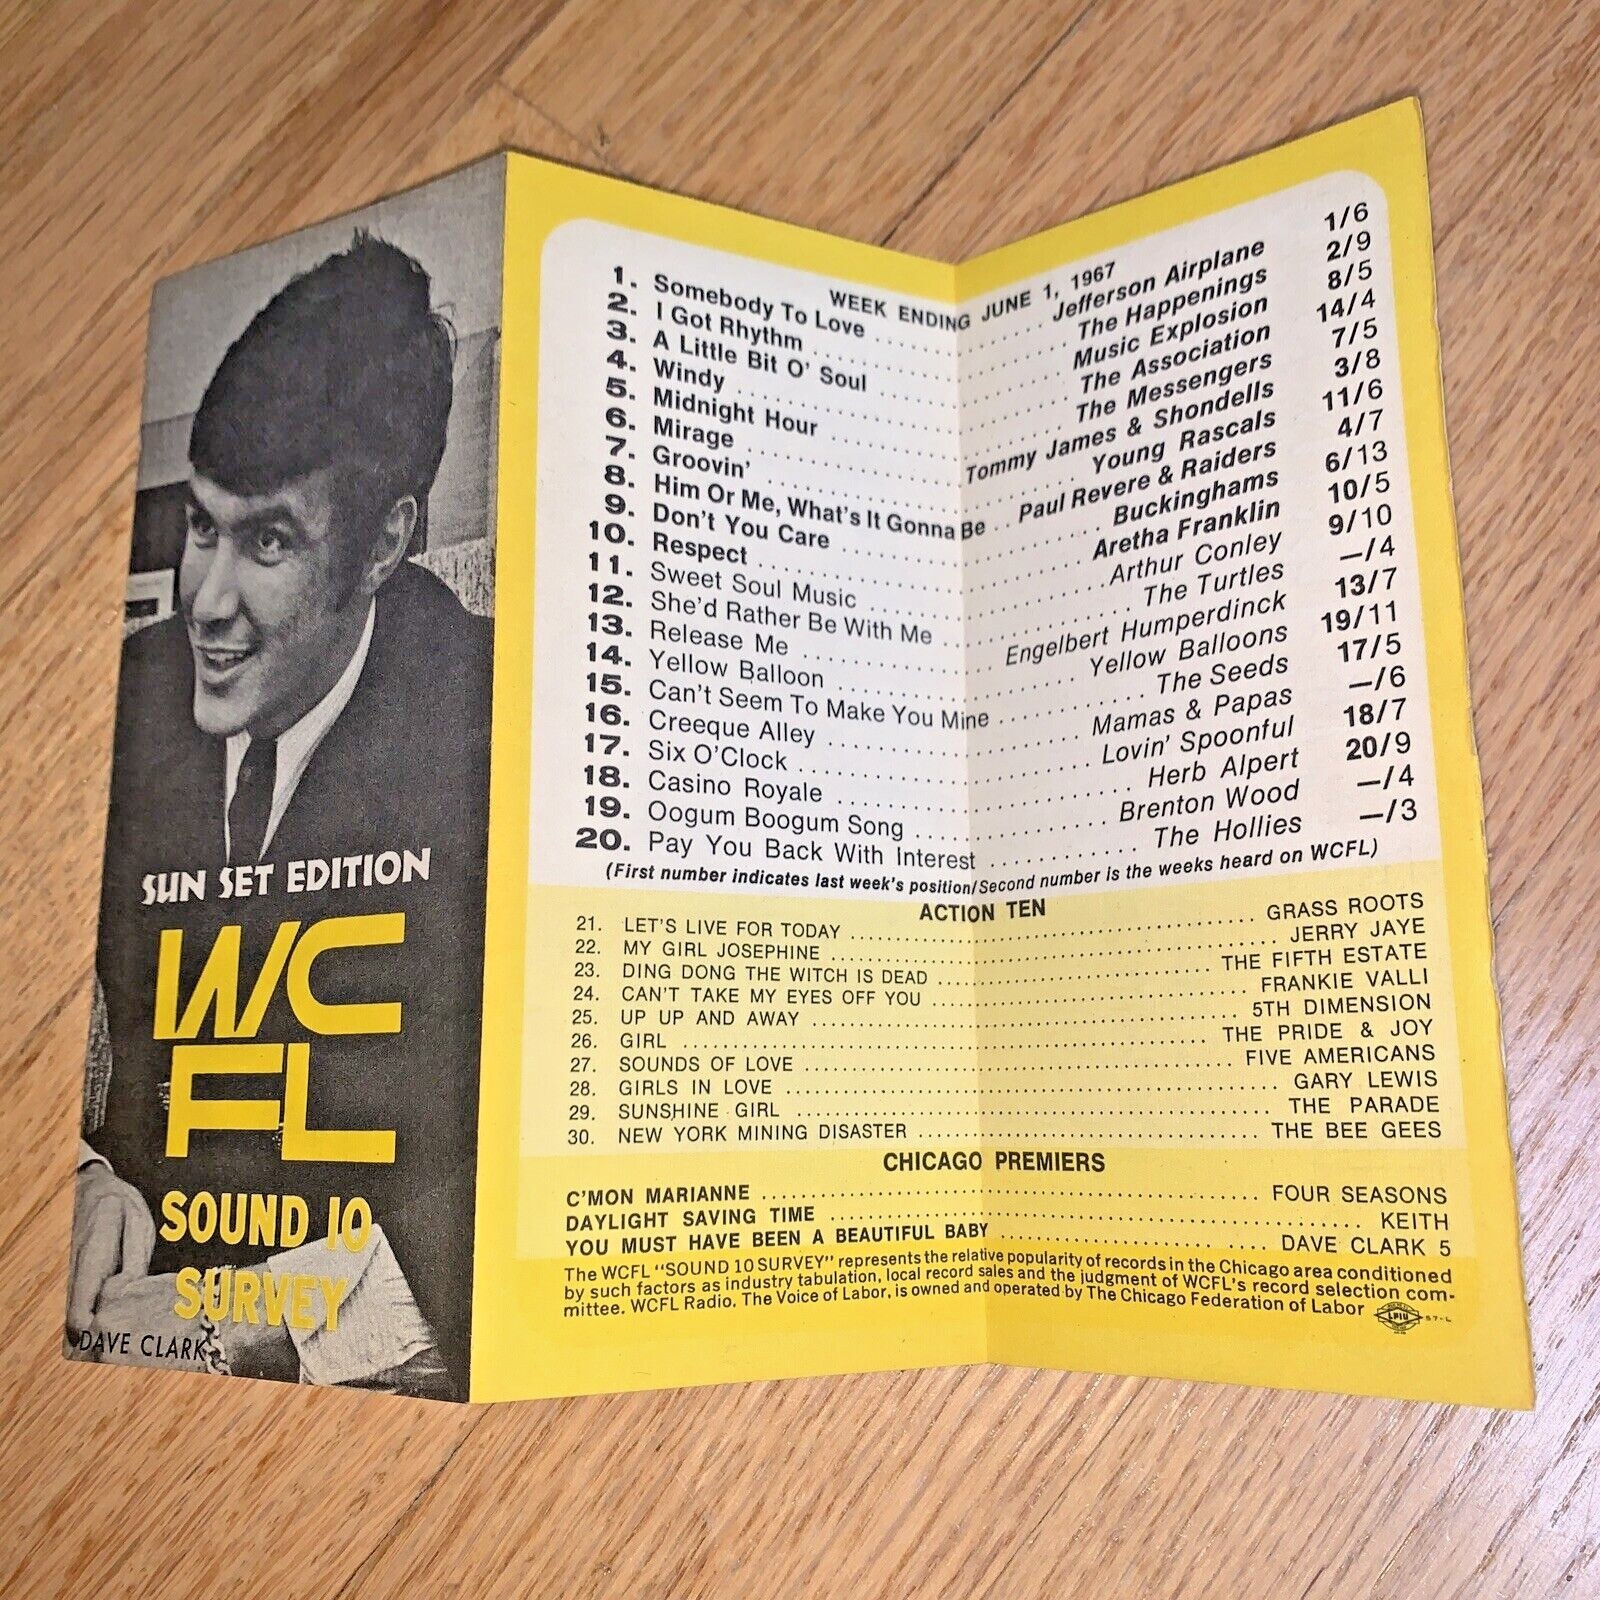 SUN SET EDITION
WC
FL
SOUND 10
SURVEY
DAVE CLARK
WEEK ENDING JUNE 1, 1967
1. Somebody To Love .......... Jefferson Airplane 1/6
2. I Got Rhythm .......... The Happenings 2/9
3. A Little Bit O' Soul .......... Music Explosion 8/5
4. Windy .......... The Association 14/4
5. Midnight Hour .......... The Messengers 7/5
6. Mirage .......... Tommy James & Shondells 3/8
7. Groovin' .......... Young Rascals 11/6
8. Him Or Me, What's It Gonna Be .. Paul Revere & Raiders 4/7
9. Don't You Care .......... Buckinghams 6/13
10. Respect .......... Aretha Franklin 10/5
11. Sweet Soul Music .......... Arthur Conley 9/10
12. She'd Rather Be With Me .......... The Turtles —/4
13. Release Me .......... Engelbert Humperdinck 13/7
14. Yellow Balloon .......... Yellow Balloons 19/11
15. Can't Seem To Make You Mine .......... The Seeds 17/5
16. Creeque Alley .......... Mamas & Papas —/6
17. Six O'Clock .......... Lovin' Spoonful 18/7
18. Casino Royale .......... Herb Alpert 20/9
19. Oogum Boogum Song .......... Brenton Wood —/4
20. Pay You Back With Interest .......... The Hollies —/3
(First number indicates last week's position/Second number is the weeks heard on WCFL)
ACTION TEN
21. LET'S LIVE FOR TODAY .......... GRASS ROOTS
22. MY GIRL JOSEPHINE .......... JERRY JAYE
23. DING DONG THE WITCH IS DEAD .......... THE FIFTH ESTATE
24. CAN'T TAKE MY EYES OFF YOU .......... FRANKIE VALLI
25. UP UP AND AWAY .......... 5TH DIMENSION
26. GIRL .......... THE PRIDE & JOY
27. SOUNDS OF LOVE .......... FIVE AMERICANS
28. GIRLS IN LOVE .......... GARY LEWIS
29. SUNSHINE GIRL .......... THE PARADE
30. NEW YORK MINING DISASTER .......... THE BEE GEES
CHICAGO PREMIERS
C'MON MARIANNE .......... FOUR SEASONS
DAYLIGHT SAVING TIME .......... KEITH
YOU MUST HAVE BEEN A BEAUTIFUL BABY .......... DAVE CLARK 5
The WCFL "SOUND 10 SURVEY" represents the relative popularity of records in the Chicago area conditioned
by such factors as industry tabulation, local record sales and the judgment of WCFL's record selection com-
mittee. WCFL Radio. The Voice of Labor, is owned and operated by The Chicago Federation of Labor LPIU 57-L